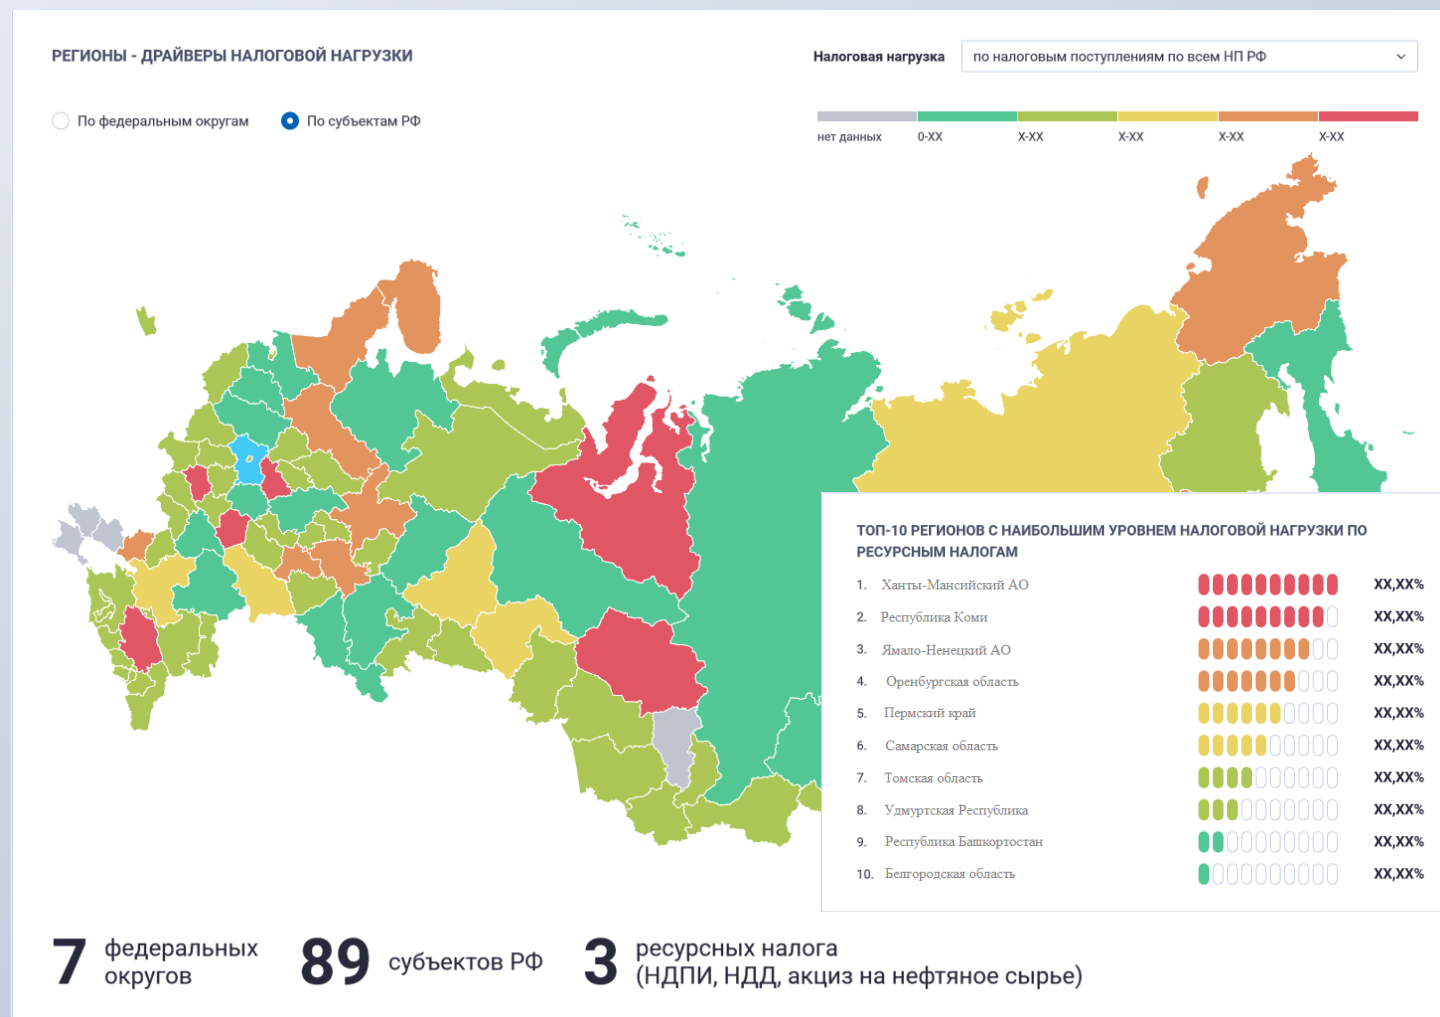 РЕГИОНЫ - ДРАЙВЕРЫ НАЛОГОВОЙ НАГРУЗКИ
Налоговая нагрузка
по налоговым поступлениям по всем НП РФ
По федеральным округам
По субъектам РФ
нет данных
0-XX
X-XX
X-XX
X-XX
X-XX
ТОП-10 РЕГИОНОВ С НАИБОЛЬШИМ УРОВНЕМ НАЛОГОВОЙ НАГРУЗКИ ПО
РЕСУРСНЫМ НАЛОГАМ
1. Ханты-Мансийский АО XX,XX%
2. Республика Коми XX,XX%
3. Ямало-Ненецкий АО XX,XX%
4. Оренбургская область XX,XX%
5. Пермский край XX,XX%
6. Самарская область XX,XX%
7. Томская область XX,XX%
8. Удмуртская Республика XX,XX%
9. Республика Башкортостан XX,XX%
10. Белгородская область XX,XX%
7 федеральных
округов
89 субъектов РФ
3 ресурсных налога
(НДПИ, НДД, акциз на нефтяное сырье)